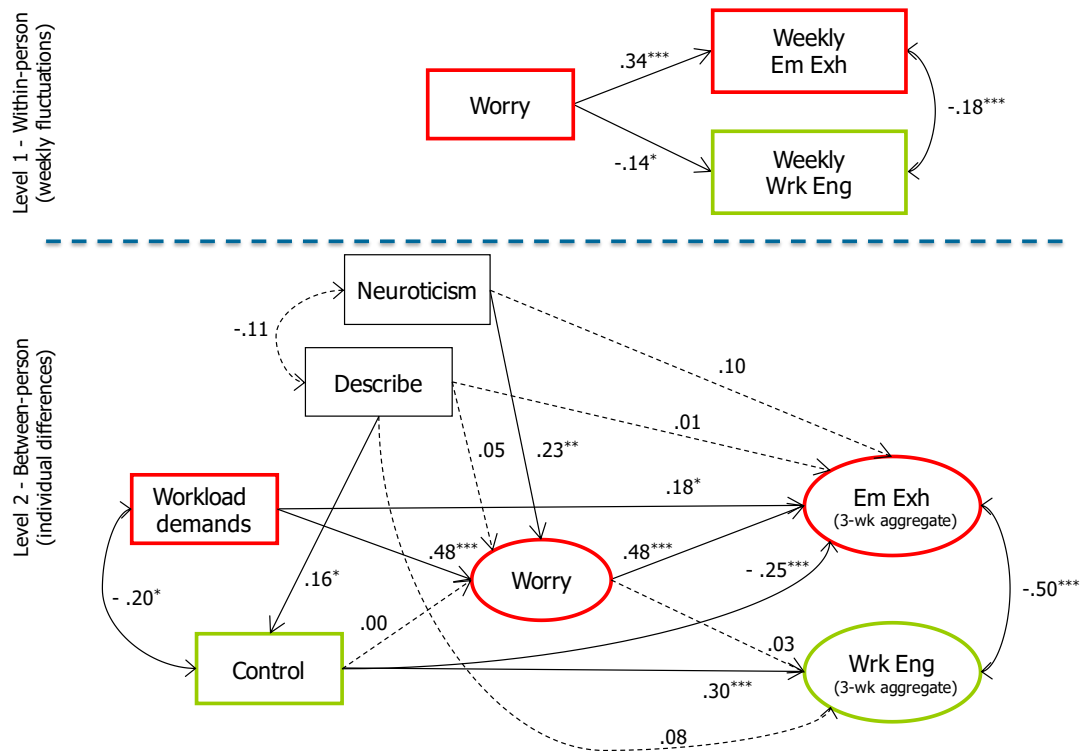 Level 1 - Within-person
(weekly fluctuations)
Worry
.34***
-.14*
Weekly
Em Exh
Weekly
Wrk Eng
-.18***
Level 2 - Between-person
(individual differences)
Neuroticism
-.11
Describe
.10
.01
.05
.23**
Workload
demands
.18*
Em Exh
(3-wk aggregate)
.48***
Worry
.48***
- .25***
- .20*
.16*
.00
-.50***
Control
.03
.30***
Wrk Eng
(3-wk aggregate)
.08